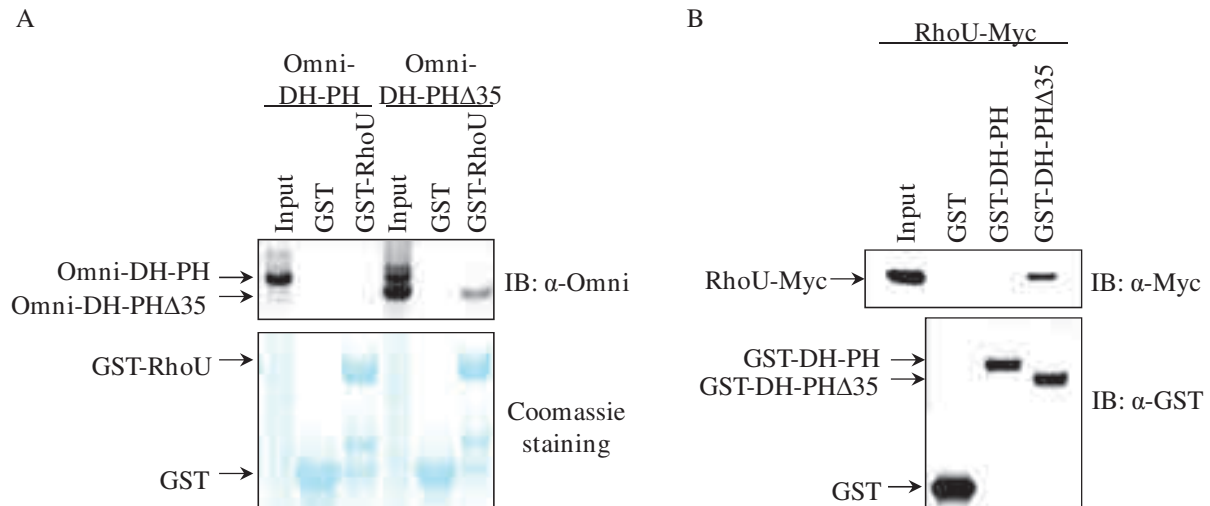 A
Omni-
DH-PH
Omni-
DH-PHΔ35
Input
GST
GST-RhoU
Input
GST
GST-RhoU
Omni-DH-PH
Omni-DH-PHΔ35
IB: α-Omni
GST-RhoU
GST
Coomassie
staining
B
RhoU-Myc
Input
GST
GST-DH-PH
GST-DH-PHΔ35
RhoU-Myc
IB: α-Myc
GST-DH-PH
GST-DH-PHΔ35
IB: α-GST
GST